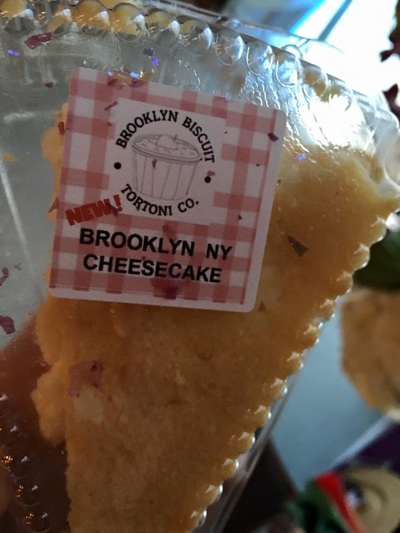 BROOKLYN BISCUIT
TORTONI CO.
NEW!
BROOKLYN NY
CHEESECAKE